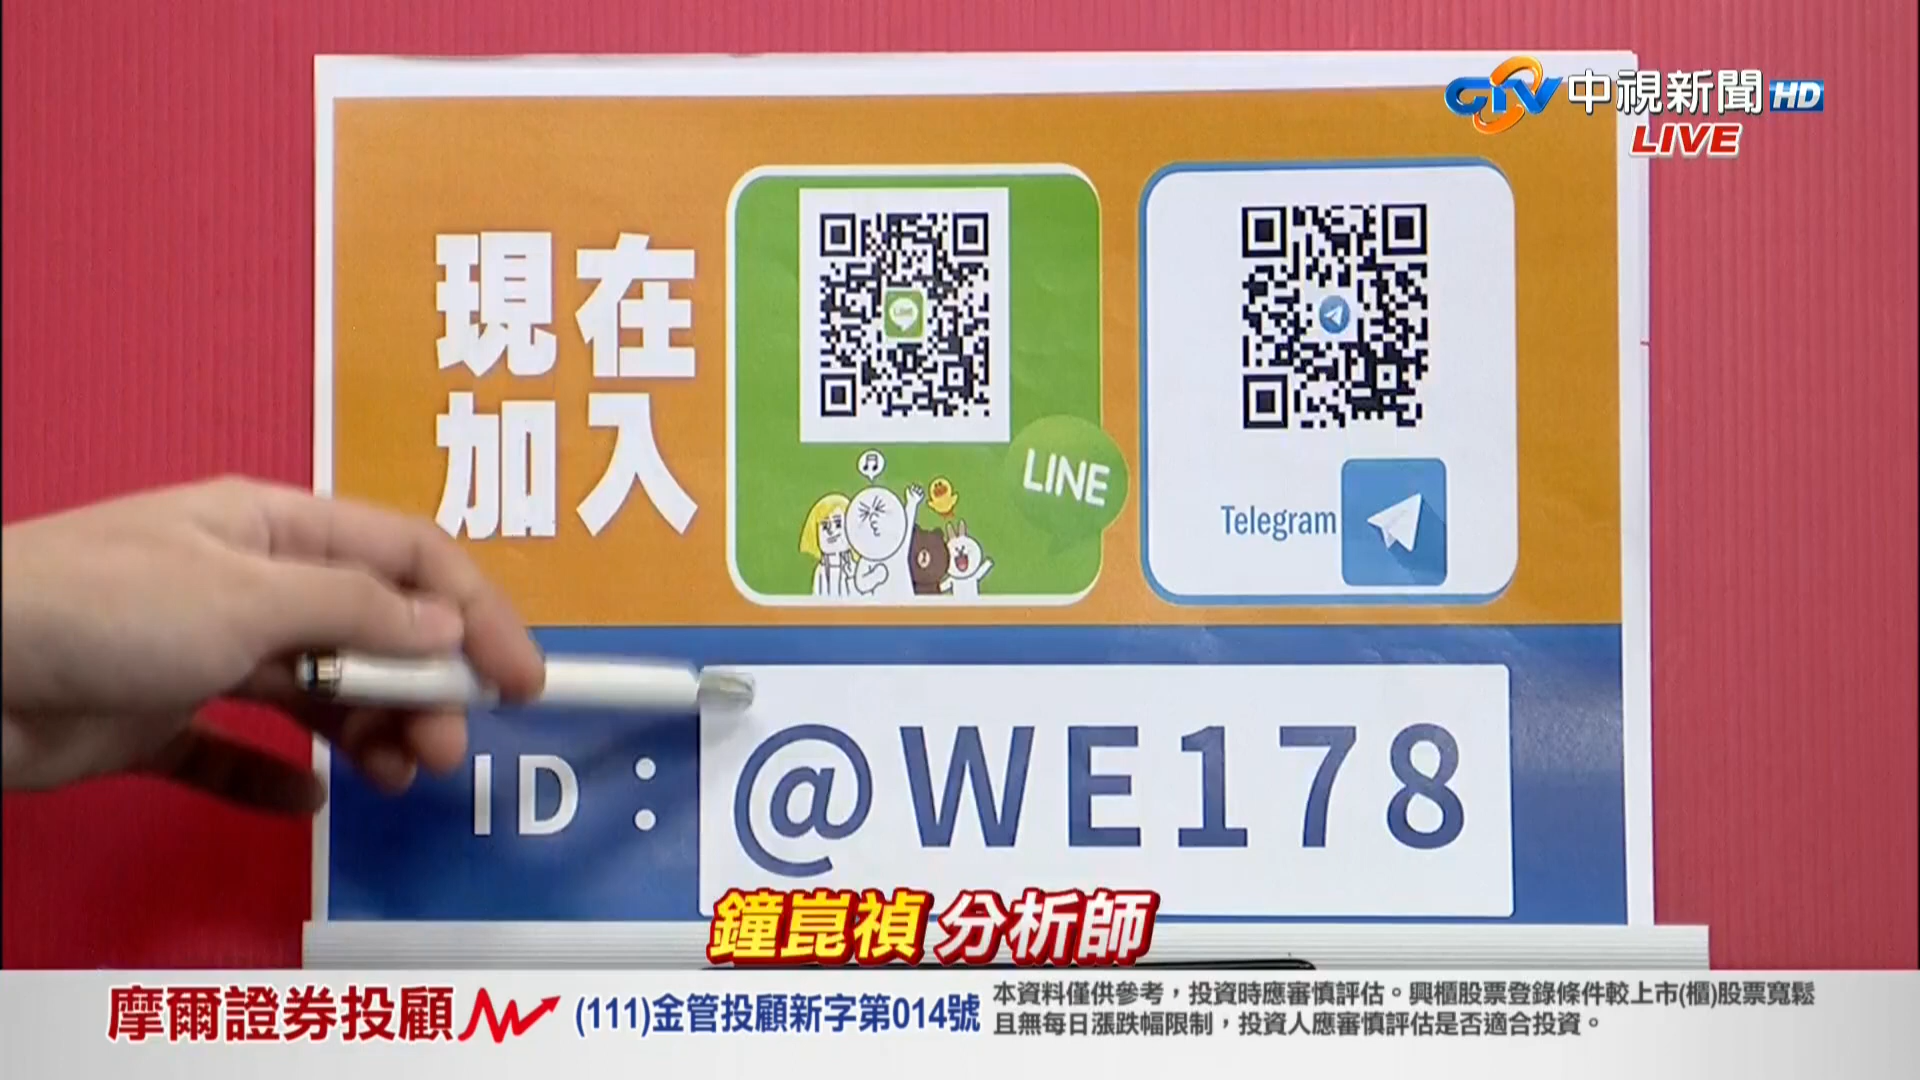 CTV 中視新聞 HD
LIVE
現在
加入
LINE
LINE
Telegram
ID：@WE178
鐘崑禎 分析師
摩爾證券投顧
(111)金管投顧新字第014號
本資料僅供參考，投資時應審慎評估。興櫃股票登錄條件較上市(櫃)股票寬鬆
且無每日漲跌幅限制，投資人應審慎評估是否適合投資。